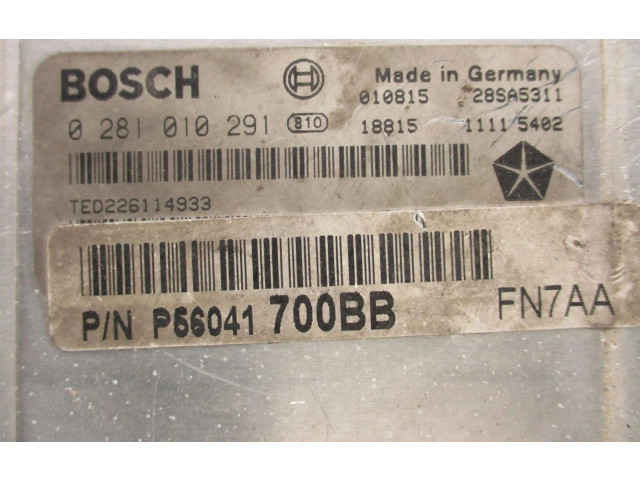 BOSCH
Made in Germany
010815 28SA5311
0 281 010 291 810
18815 1111 5402
TED226114933
P/N P56041 700BB
FN7AA